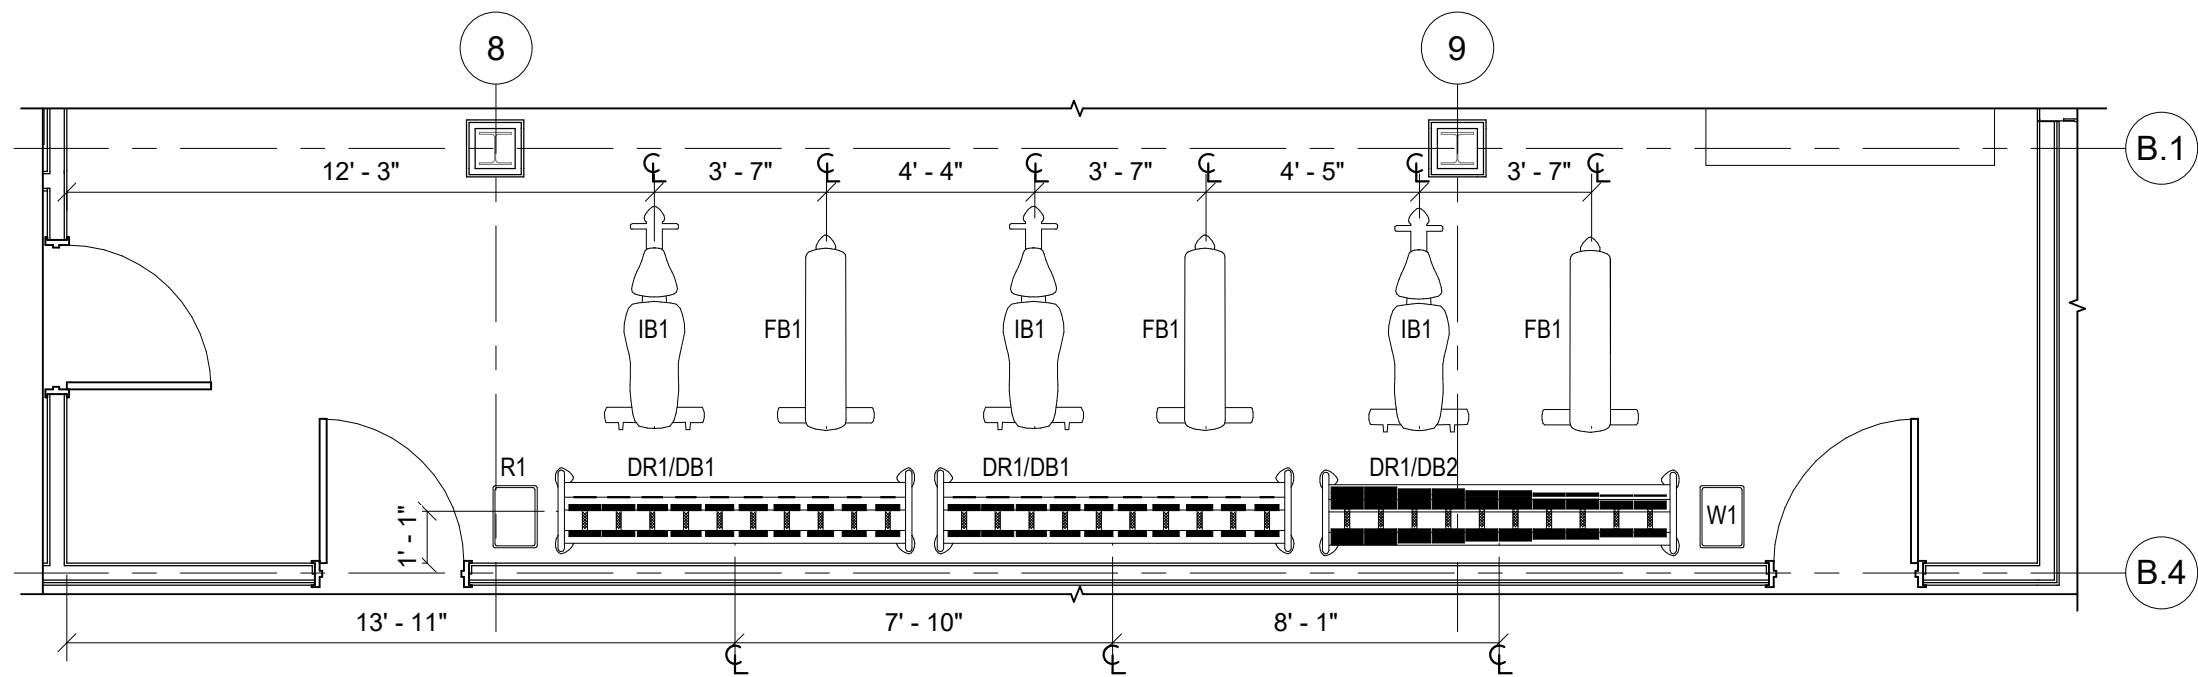 8
9
B.1
12' - 3"
3' - 7"
4' - 4"
3' - 7"
4' - 5"
3' - 7"
IB1
FB1
IB1
FB1
IB1
FB1
R1
DR1/DB1
DR1/DB1
DR1/DB2
W1
1' - 1"
B.4
13' - 11"
7' - 10"
8' - 1"